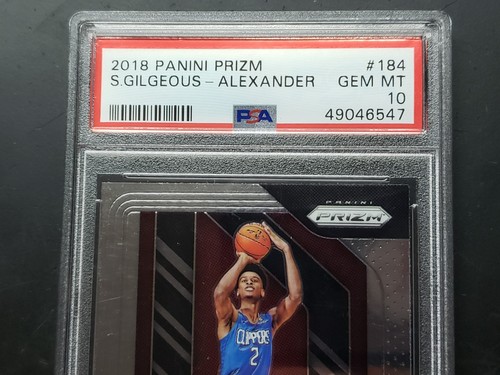 2018 PANINI PRIZM #184
S.GILGEOUS - ALEXANDER GEM MT
10
PSA 49046547
PANINI
PRIZM
CLIPPERS
2